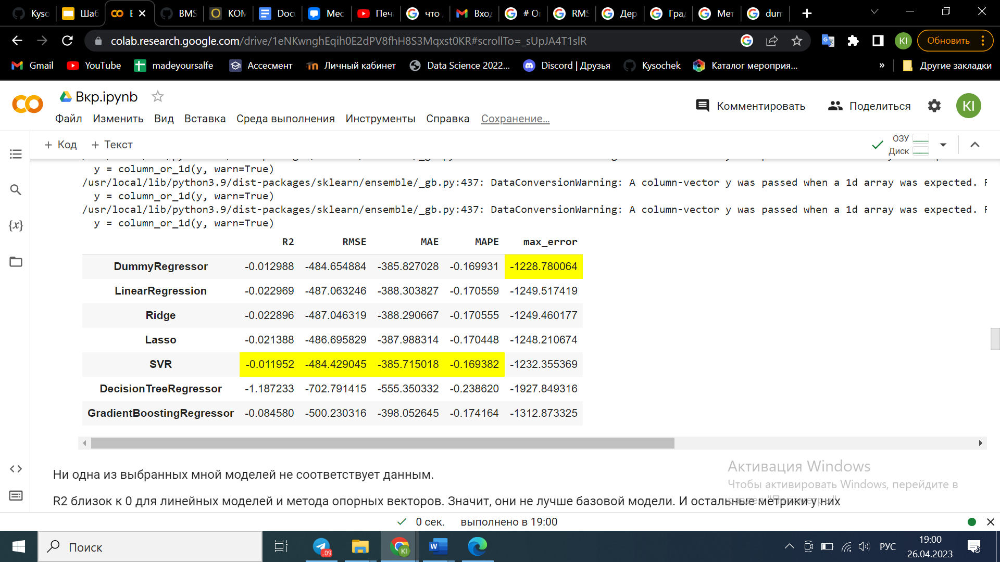 Kyso
Шаб
BMS
КОМ
Docu
Мес
Печ
что
Вхо
# О
RMS
Дер
Гра
Мет
dum
colab.research.google.com/drive/1eNKwnghEqih0E2dPV8fhH8S3Mqxst0KR#scrollTo=_sUpJA4T1slR
KI
Обновить
Gmail
YouTube
madeyoursalfe
Ассесмент
Личный кабинет
Data Science 2022...
Discord | Друзья
Kysochek
Каталог мероприя...
»
Другие закладки
Вкр.ipynb
Комментировать
Поделиться
KI
Файл Изменить Вид Вставка Среда выполнения Инструменты Справка Сохранение...
+ Код + Текст
ОЗУ
Диск
y = column_or_1d(y, warn=True)
/usr/local/lib/python3.9/dist-packages/sklearn/ensemble/_gb.py:437: DataConversionWarning: A column-vector y was passed when a 1d array was expected.
y = column_or_1d(y, warn=True)
/usr/local/lib/python3.9/dist-packages/sklearn/ensemble/_gb.py:437: DataConversionWarning: A column-vector y was passed when a 1d array was expected.
y = column_or_1d(y, warn=True)
R2 RMSE MAE MAPE max_error
DummyRegressor -0.012988 -484.654884 -385.827028 -0.169931 -1228.780064
LinearRegression -0.022969 -487.063246 -388.303827 -0.170559 -1249.517419
Ridge -0.022896 -487.046319 -388.290667 -0.170555 -1249.460177
Lasso -0.021388 -486.695829 -387.988314 -0.170448 -1248.210674
SVR -0.011952 -484.429045 -385.715018 -0.169382 -1232.355369
DecisionTreeRegressor -1.187233 -702.791415 -555.350332 -0.238620 -1927.849316
GradientBoostingRegressor -0.084580 -500.230316 -398.052645 -0.174164 -1312.873325
Ни одна из выбранных мной моделей не соответствует данным.
R2 близок к 0 для линейных моделей и метода опорных векторов. Значит, они не лучше базовой модели. И остальные метрики у них
Активация Windows
Чтобы активировать Windows, перейдите в
раздел "Параметры".
0 сек. выполнено в 19:00
Поиск
..09
KI
РУС
19:00
26.04.2023